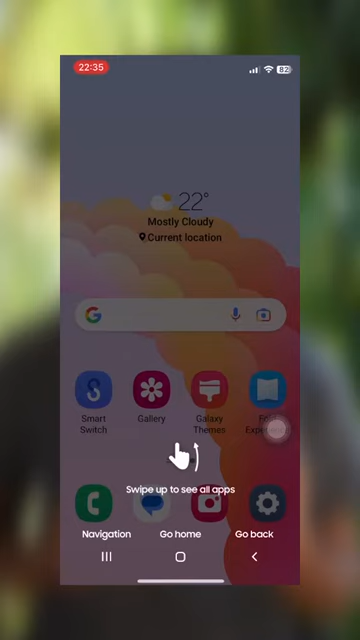 22:35
82
22°
Mostly Cloudy
Current location
G
Smart
Switch
Gallery
Galaxy
Themes
Swipe up to see all apps
Navigation
Go home
Go back